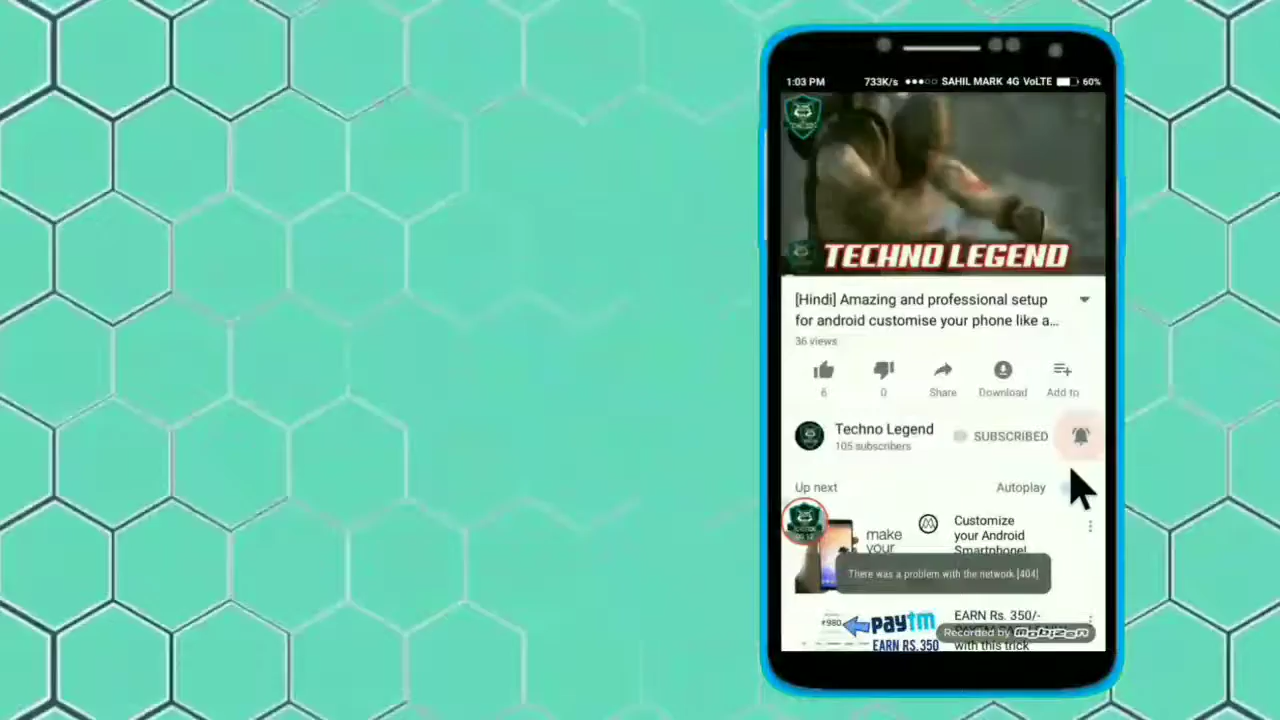 1:03 PM 733K/s SAHIL MARK 4G VoLTE 60%
TECHNO LEGEND
[Hindi] Amazing and professional setup
for android customise your phone like a...
36 views
6 0 Share Download Add to
Techno Legend
105 subscribers
SUBSCRIBED
Up next Autoplay
make
your
Customize
your Android
Smartphone!
There was a problem with the network [404]
₹980
paytm
EARN RS.350
EARN Rs. 350/-
with this trick
Recorded by mobizen